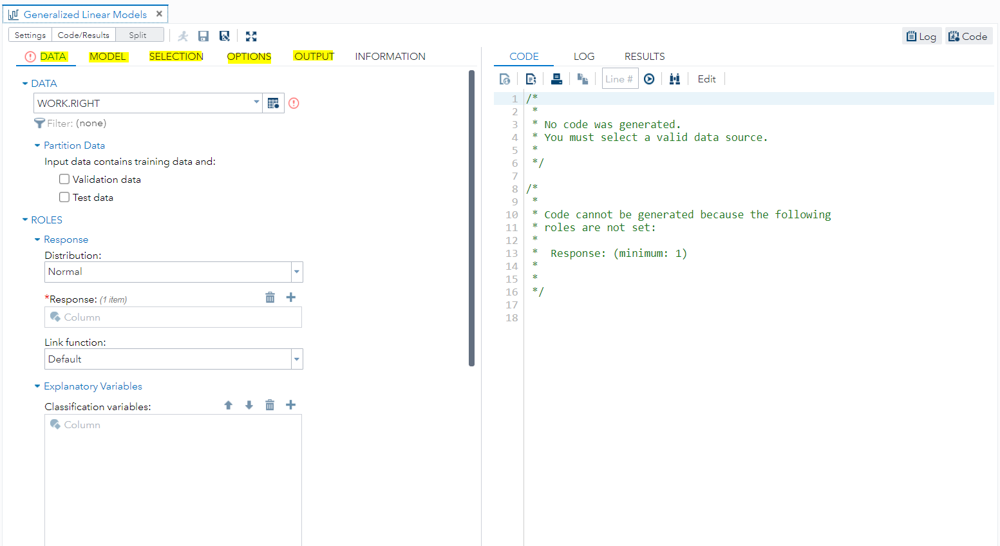 Generalized Linear Models ×
Settings Code/Results Split
Log Code
DATA MODEL SELECTION OPTIONS OUTPUT INFORMATION
DATA
WORK.RIGHT
Filter: (none)
Partition Data
Input data contains training data and:
Validation data
Test data
ROLES
Response
Distribution:
Normal
*Response: (1 item)
Column
Link function:
Default
Explanatory Variables
Classification variables:
Column
CODE LOG RESULTS
Line # Edit
1 /*
2 *
3 * No code was generated.
4 * You must select a valid data source.
5 *
6 */
7
8 /*
9 *
10 * Code cannot be generated because the following
11 * roles are not set:
12 *
13 * Response: (minimum: 1)
14 *
15 *
16 */
17
18